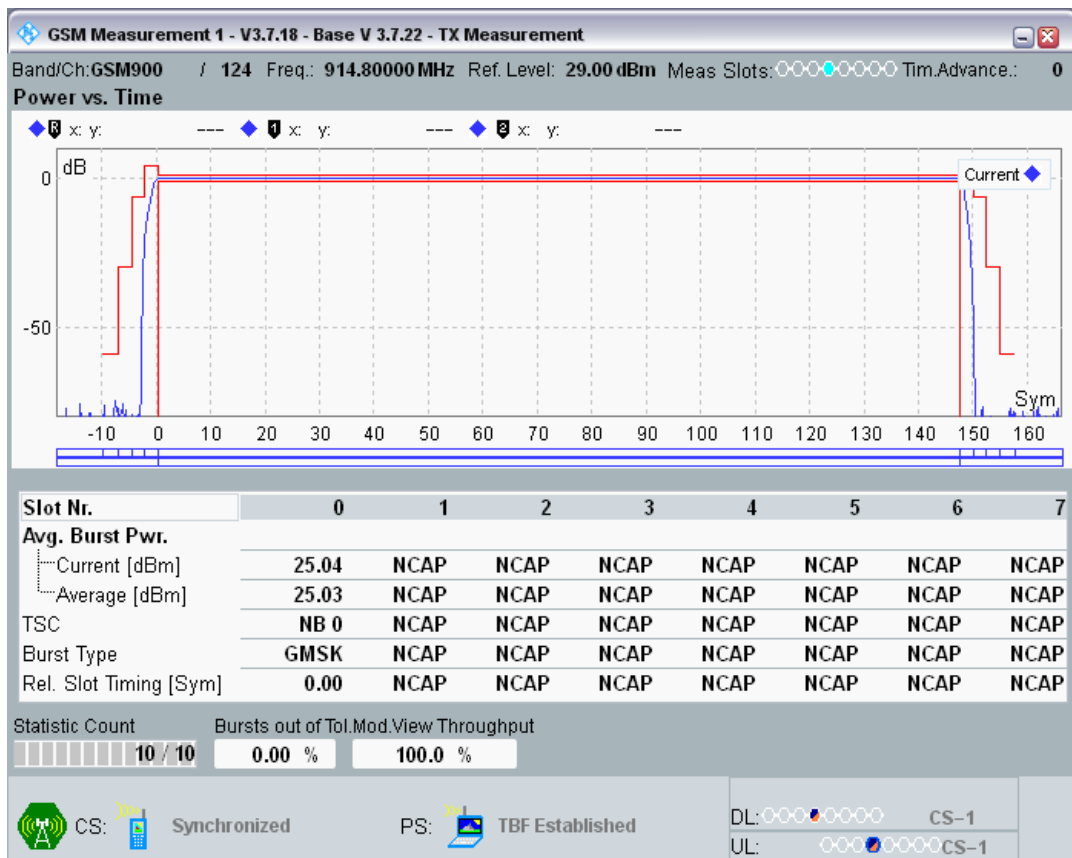 GSM Measurement 1 - V3.7.18 - Base V 3.7.22 - TX Measurement
Band/Ch:GSM900 / 124 Freq.: 914.80000 MHz Ref. Level: 29.00 dBm Meas Slots: Tim.Advance.: 0
Power vs. Time
R x: y: --- 1 x: y: --- 2 x: y: ---
dB
Current
0
-50
Sym
-10 0 10 20 30 40 50 60 70 80 90 100 110 120 130 140 150 160
Slot Nr. 0 1 2 3 4 5 6 7
Avg. Burst Pwr.
Current [dBm] 25.04 NCAP NCAP NCAP NCAP NCAP NCAP NCAP
Average [dBm] 25.03 NCAP NCAP NCAP NCAP NCAP NCAP NCAP
TSC NB 0 NCAP NCAP NCAP NCAP NCAP NCAP NCAP
Burst Type GMSK NCAP NCAP NCAP NCAP NCAP NCAP NCAP
Rel. Slot Timing [Sym] 0.00 NCAP NCAP NCAP NCAP NCAP NCAP NCAP
Statistic Count Bursts out of Tol.Mod.View Throughput
10 / 10 0.00 % 100.0 %
CS: Synchronized PS: TBF Established
DL: CS-1
UL: CS-1